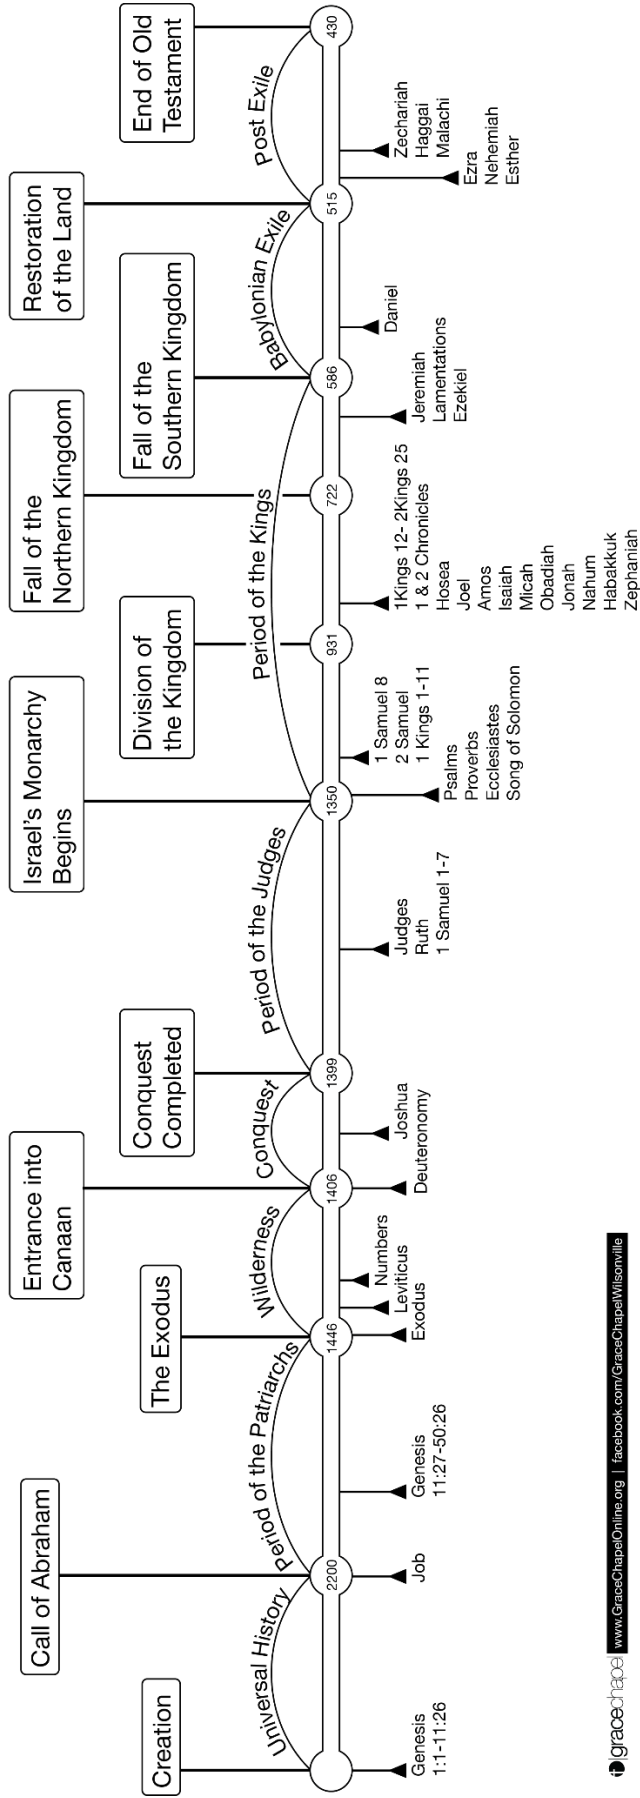 Creation
Call of Abraham
The Exodus
Entrance into
Canaan
Conquest
Completed
Israel's Monarchy
Begins
Division of
the Kingdom
Fall of the
Northern Kingdom
Fall of the
Southern Kingdom
Restoration
of the Land
End of Old
Testament
Universal History
Period of the Patriarchs
Wilderness
Conquest
Period of the Judges
Period of the Kings
Babylonian Exile
Post Exile
2200
1446
1406
1399
1350
931
722
586
515
430
Genesis
1:1-11:26
Job
Genesis
11:27-50:26
Exodus
Leviticus
Numbers
Deuteronomy
Joshua
Judges
Ruth
1 Samuel 1-7
1 Samuel 8
2 Samuel
1 Kings 1-11
Psalms
Proverbs
Ecclesiastes
Song of Solomon
1Kings 12- 2Kings 25
1 & 2 Chronicles
Hosea
Joel
Amos
Isaiah
Micah
Obadiah
Jonah
Nahum
Habakkuk
Zephaniah
Jeremiah
Lamentations
Ezekiel
Daniel
Ezra
Nehemiah
Esther
Zechariah
Haggai
Malachi
gracechapel www.GraceChapelOnline.org | facebook.com/GraceChapelWilsonville